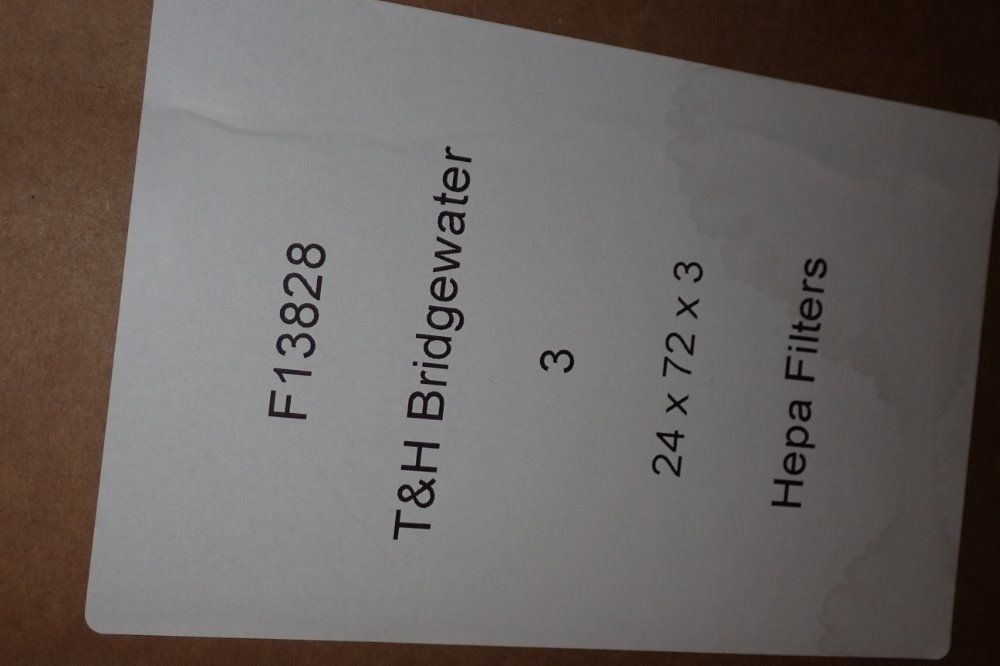 F13828
T&H Bridgewater
3
24 x 72 x 3
Hepa Filters